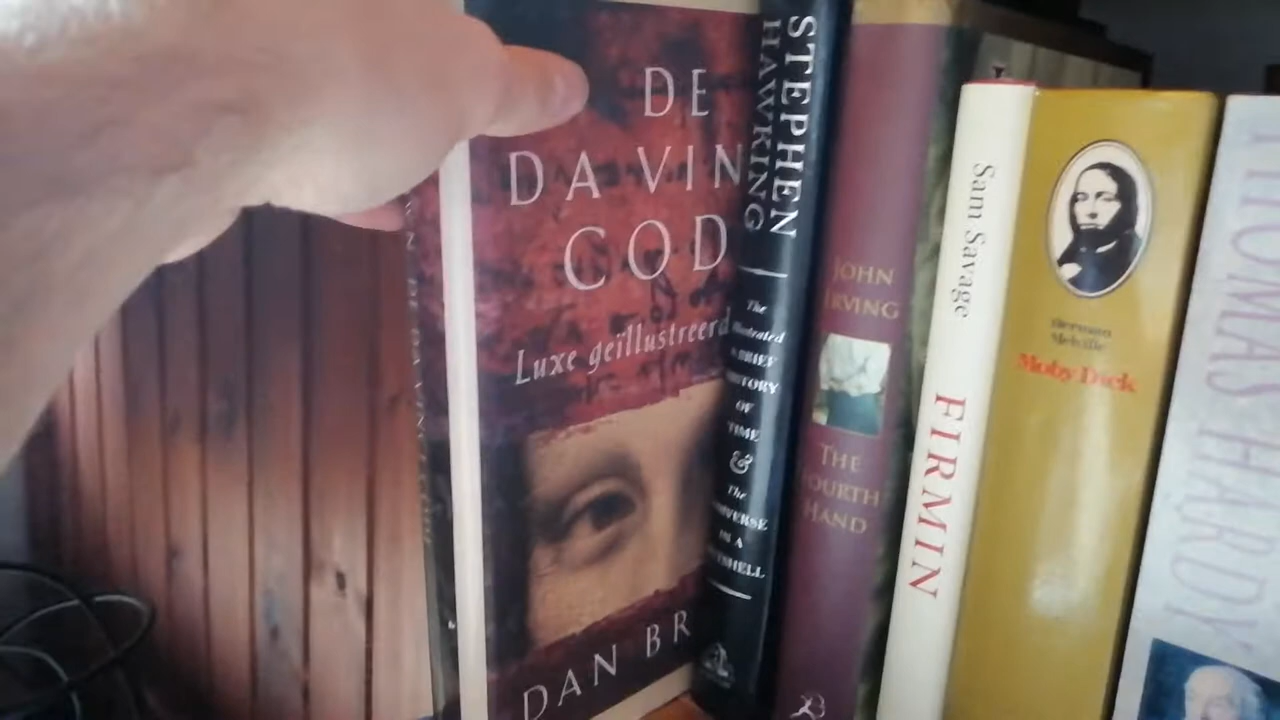 DE
DA VIN
COD
Luxe geïllustreerd
DAN BR
STEPHEN
HAWKING
The
illustrated
A BRIEF
HISTORY
OF
TIME
&
The
UNIVERSE
IN A
NUTSHELL
JOHN
IRVING
THE
FOURTH
HAND
Sam Savage
FIRMIN
Herman
Melville
Moby Dick
THOMAS HARDY